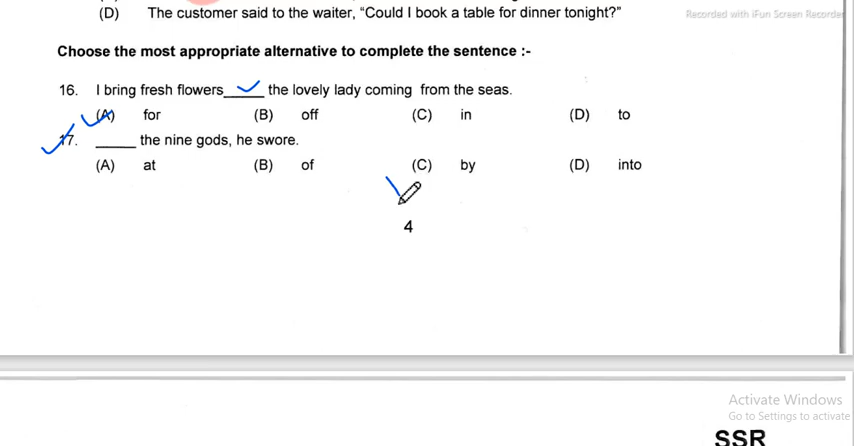 (D) The customer said to the waiter, “Could I book a table for dinner tonight?”
Recorded with iFun Screen Recorder
Choose the most appropriate alternative to complete the sentence :-
16. I bring fresh flowers_____ the lovely lady coming from the seas.
(A) for (B) off (C) in (D) to
17. _____ the nine gods, he swore.
(A) at (B) of (C) by (D) into
4
Activate Windows
Go to Settings to activate
SSR